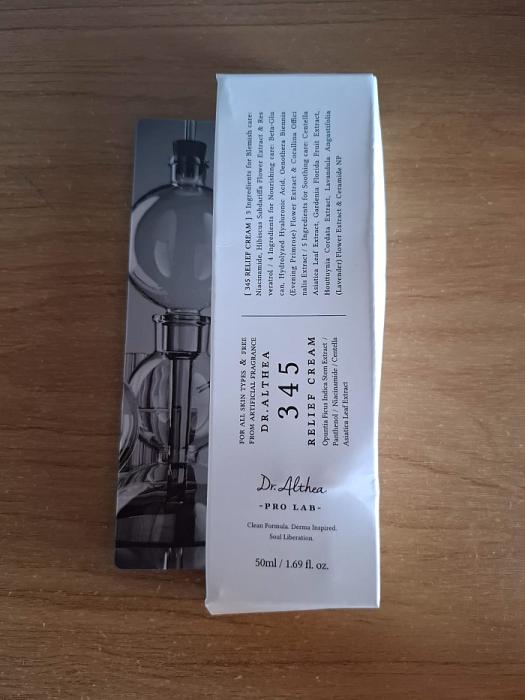 [ 345 RELIEF CREAM ] 3 Ingredients for Blemish care:
Niacinamide, Hibiscus Sabdariffa Flower Extract & Res
veratrol / 4 Ingredients for Nourishing care: Beta-Glu
can, Hydrolyzed Hyaluronic Acid, Oenothera Biennis
(Evening Primrose) Flower Extract & Corallina Offici
nalis Extract / 5 Ingredients for Soothing care: Centella
Asiatica Leaf Extract, Gardenia Florida Fruit Extract,
Houttuynia Cordata Extract, Lavandula Angustifolia
(Lavender) Flower Extract & Ceramide NP
FOR ALL SKIN TYPES & FREE
FROM ARTIFICIAL FRAGRANCE
DR.ALTHEA
345
RELIEF CREAM
Opuntia Ficus Indica Stem Extract /
Panthenol / Niacinamide / Centella
Asiatica Leaf Extract
Dr.Althea
-PRO LAB-
Clean Formula. Derma Inspired.
Soul Liberation.
50ml / 1.69 fl. oz.